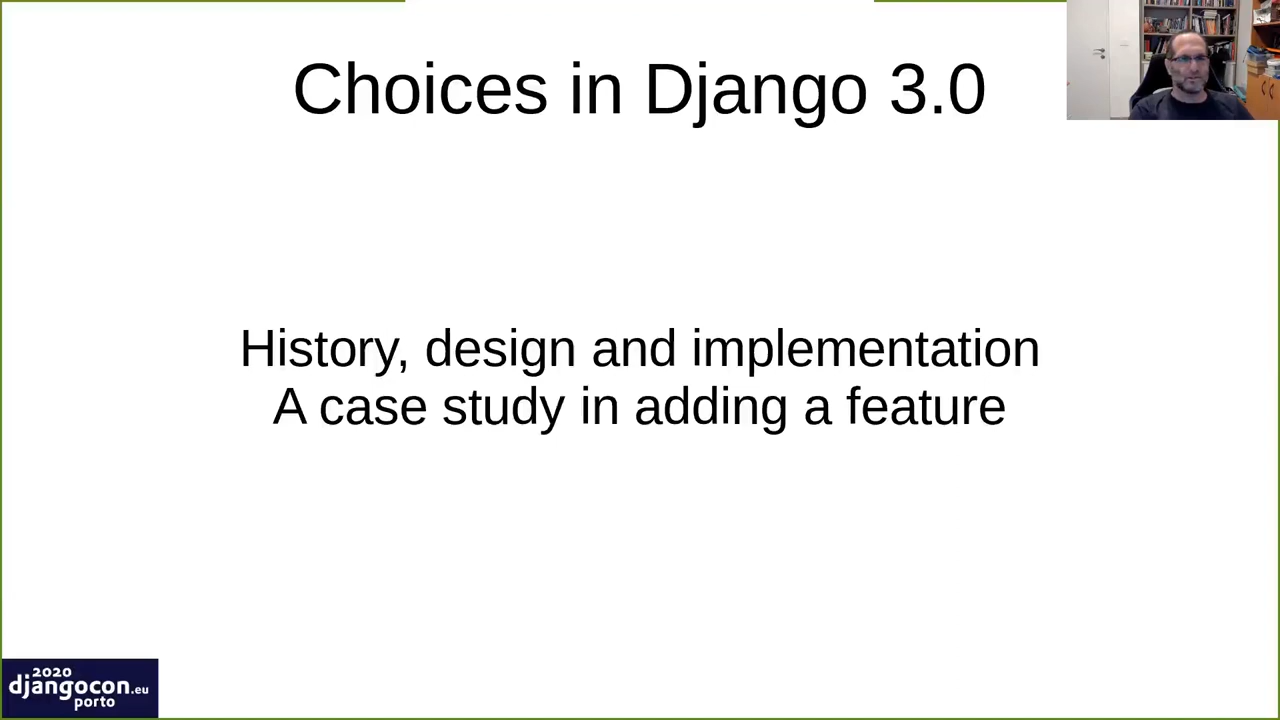 Choices in Django 3.0
History, design and implementation
A case study in adding a feature
2020
djangocon.eu
porto